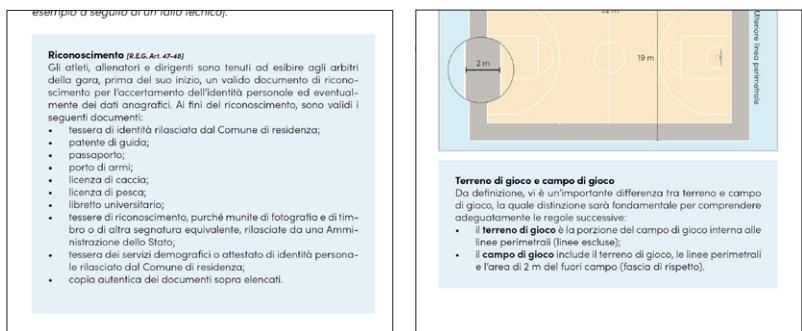 esempio a seguito di un fallo tecnico].
Riconoscimento [R.E.G. Art. 47-48]
Gli atleti, allenatori e dirigenti sono tenuti ad esibire agli arbitri
della gara, prima del suo inizio, un valido documento di ricono-
scimento per l'accertamento dell'identità personale ed eventual-
mente dei dati anagrafici. Ai fini del riconoscimento, sono validi i
seguenti documenti:
• tessera di identità rilasciata dal Comune di residenza;
• patente di guida;
• passaporto;
• porto di armi;
• licenza di caccia;
• licenza di pesca;
• libretto universitario;
• tessere di riconoscimento, purché munite di fotografia e di tim-
bro o di altra segnatura equivalente, rilasciate da una Ammi-
nistrazione dello Stato;
• tessera dei servizi demografici o attestato di identità persona-
le rilasciato dal Comune di residenza;
• copia autentica dei documenti sopra elencati.
32 m
2 m
19 m
Ulteriore linea perimetrale
Terreno di gioco e campo di gioco
Da definizione, vi è un'importante differenza tra terreno e campo
di gioco, la quale distinzione sarà fondamentale per comprendere
adeguatamente le regole successive:
• il terreno di gioco è la porzione del campo di gioco interna alle
linee perimetrali (linee escluse);
• il campo di gioco include il terreno di gioco, le linee perimetrali
e l'area di 2 m del fuori campo (fascia di rispetto).